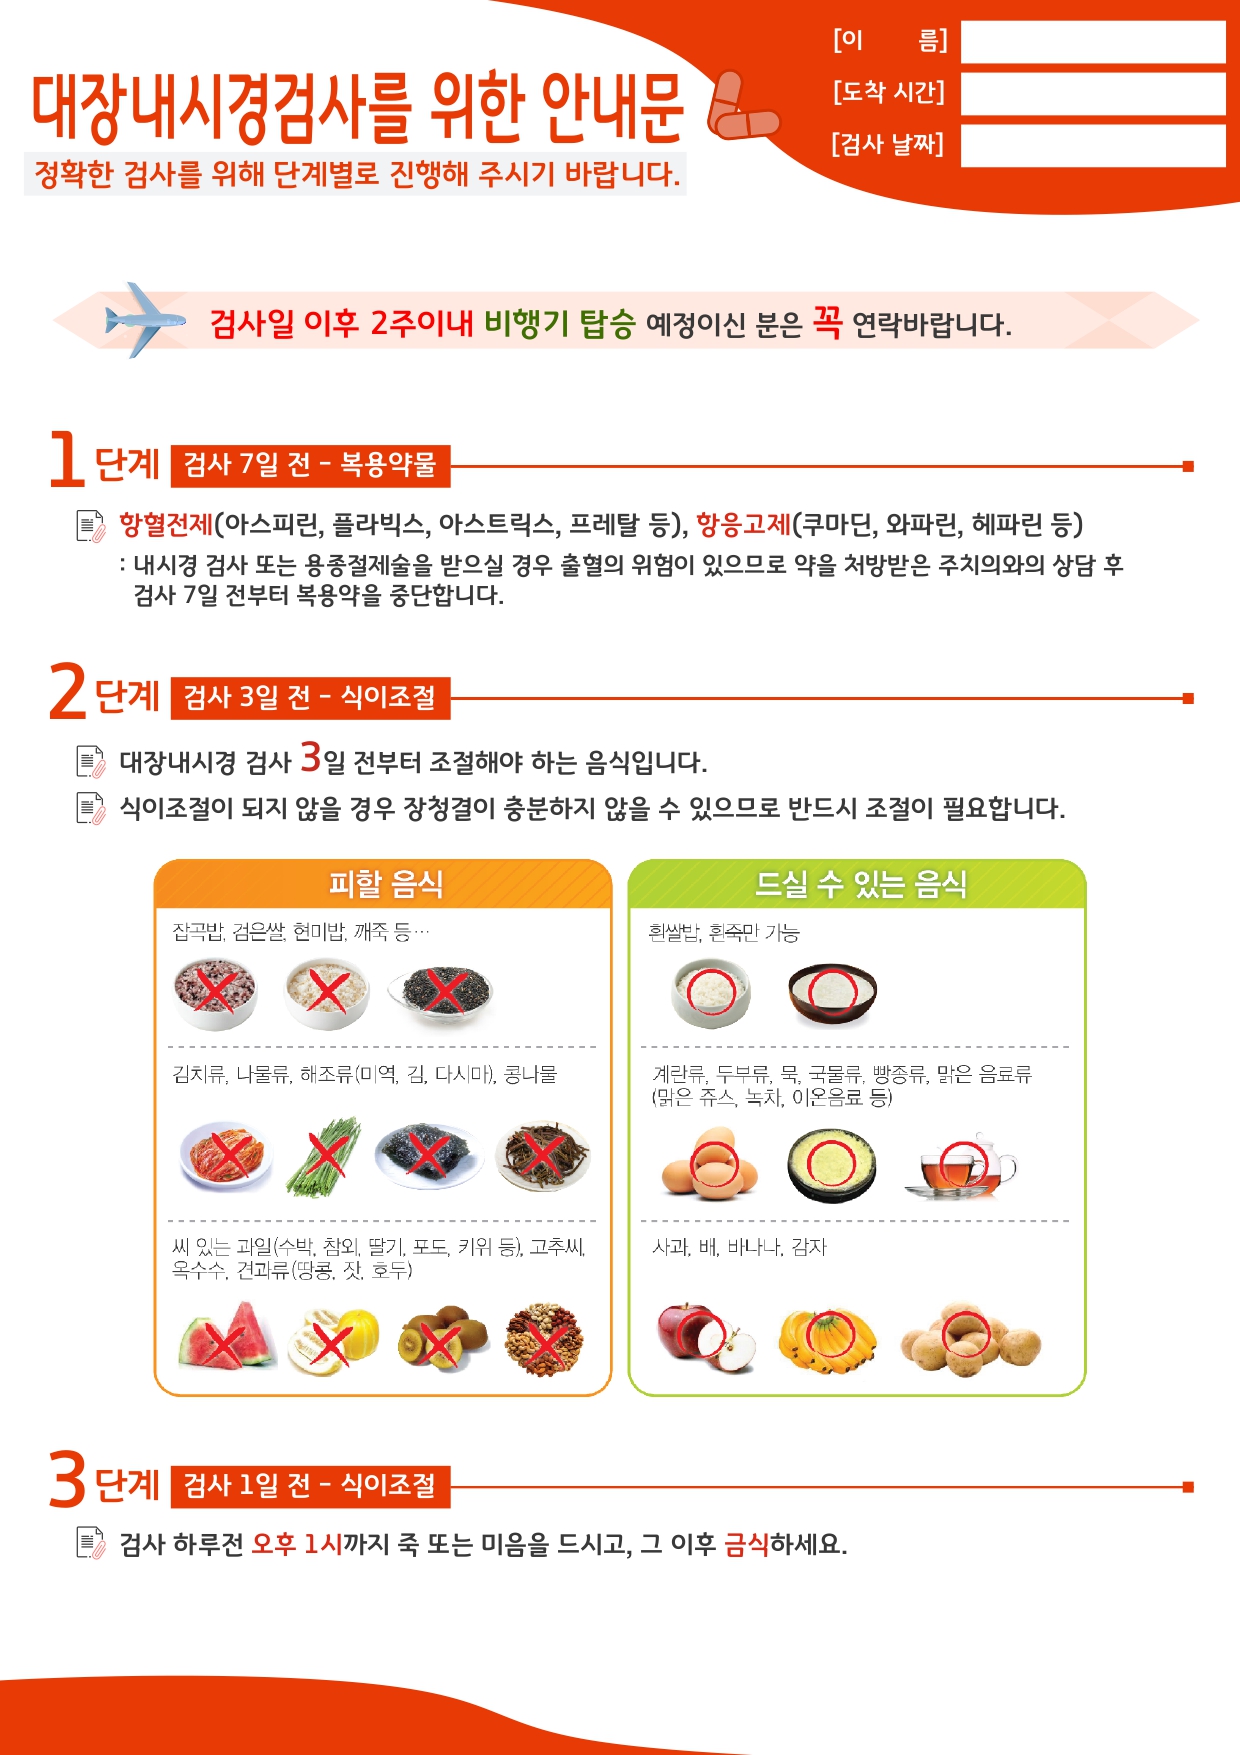 대장내시경검사를 위한 안내문
정확한 검사를 위해 단계별로 진행해 주시기 바랍니다.
[이 름]
[도착 시간]
[검사 날짜]
검사일 이후 2주이내 비행기 탑승 예정이신 분은 꼭 연락바랍니다.
1단계 검사 7일 전 - 복용약물
항혈전제(아스피린, 플라빅스, 아스트릭스, 프레탈 등), 항응고제(쿠마딘, 와파린, 헤파린 등)
: 내시경 검사 또는 용종절제술을 받으실 경우 출혈의 위험이 있으므로 약을 처방받은 주치의와의 상담 후
검사 7일 전부터 복용약을 중단합니다.
2단계 검사 3일 전 - 식이조절
대장내시경 검사 3일 전부터 조절해야 하는 음식입니다.
식이조절이 되지 않을 경우 장청결이 충분하지 않을 수 있으므로 반드시 조절이 필요합니다.
피할 음식
잡곡밥, 검은쌀, 현미밥, 깨죽 등…
김치류, 나물류, 해조류(미역, 김, 다시마), 콩나물
씨 있는 과일(수박, 참외, 딸기, 포도, 키위 등), 고추씨,
옥수수, 견과류(땅콩, 잣, 호두)
드실 수 있는 음식
흰쌀밥, 흰죽만 가능
계란류, 두부류, 묵, 국물류, 빵종류, 맑은 음료류
(맑은 쥬스, 녹차, 이온음료 등)
사과, 배, 바나나, 감자
3단계 검사 1일 전 - 식이조절
검사 하루전 오후 1시까지 죽 또는 미음을 드시고, 그 이후 금식하세요.